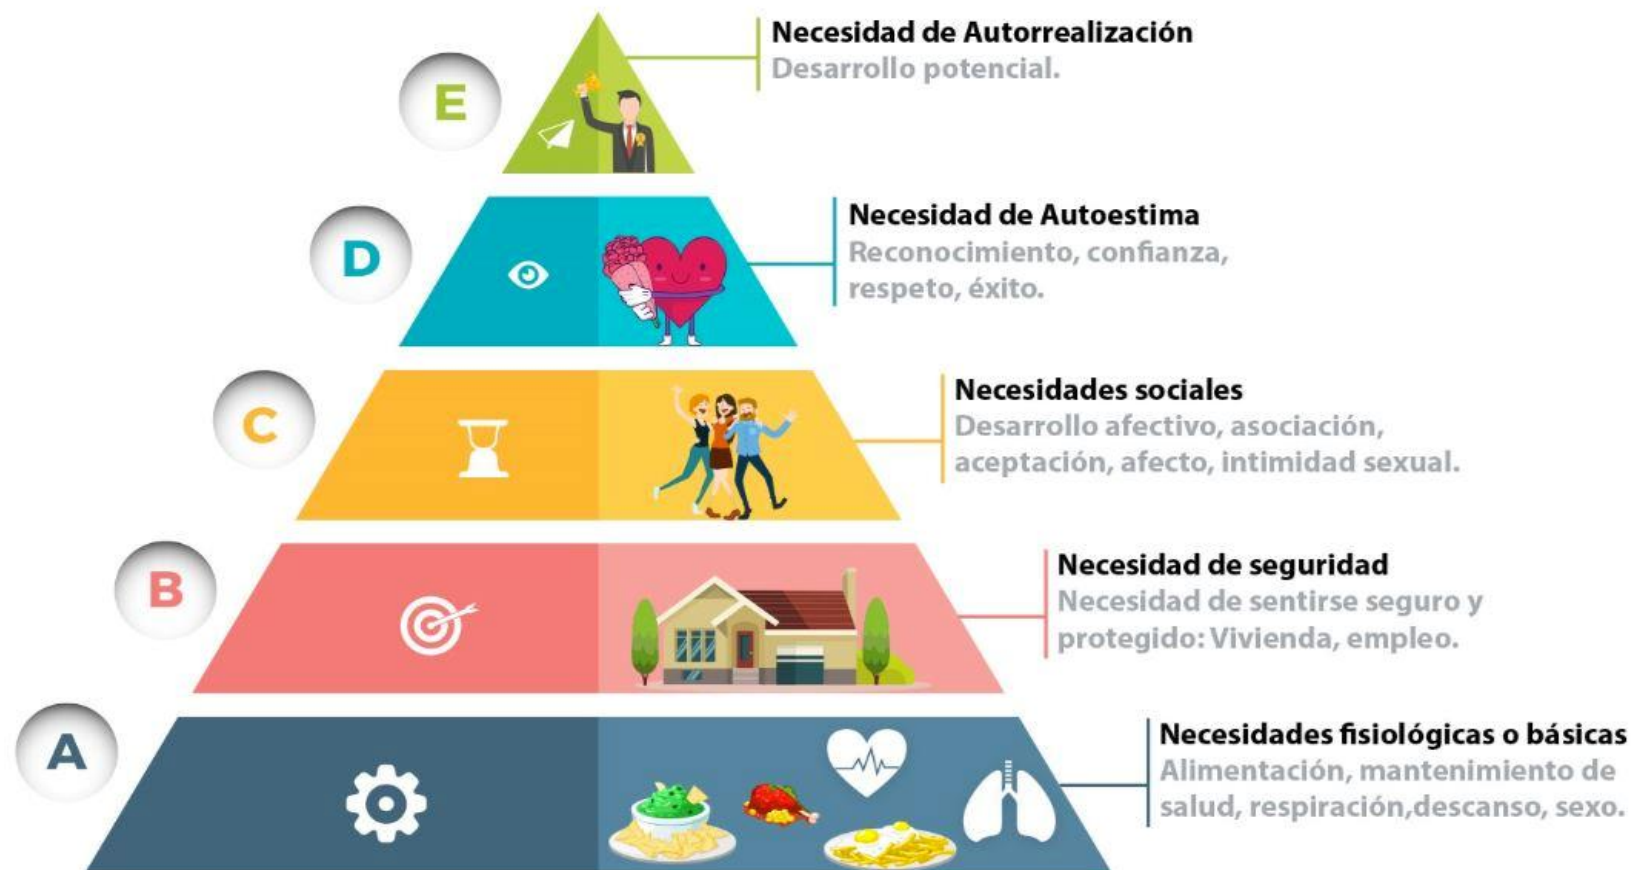 E
Necesidad de Autorrealización
Desarrollo potencial.
D
Necesidad de Autoestima
Reconocimiento, confianza,
respeto, éxito.
C
Necesidades sociales
Desarrollo afectivo, asociación,
aceptación, afecto, intimidad sexual.
B
Necesidad de seguridad
Necesidad de sentirse seguro y
protegido: Vivienda, empleo.
A
Necesidades fisiológicas o básicas
Alimentación, mantenimiento de
salud, respiración,descanso, sexo.